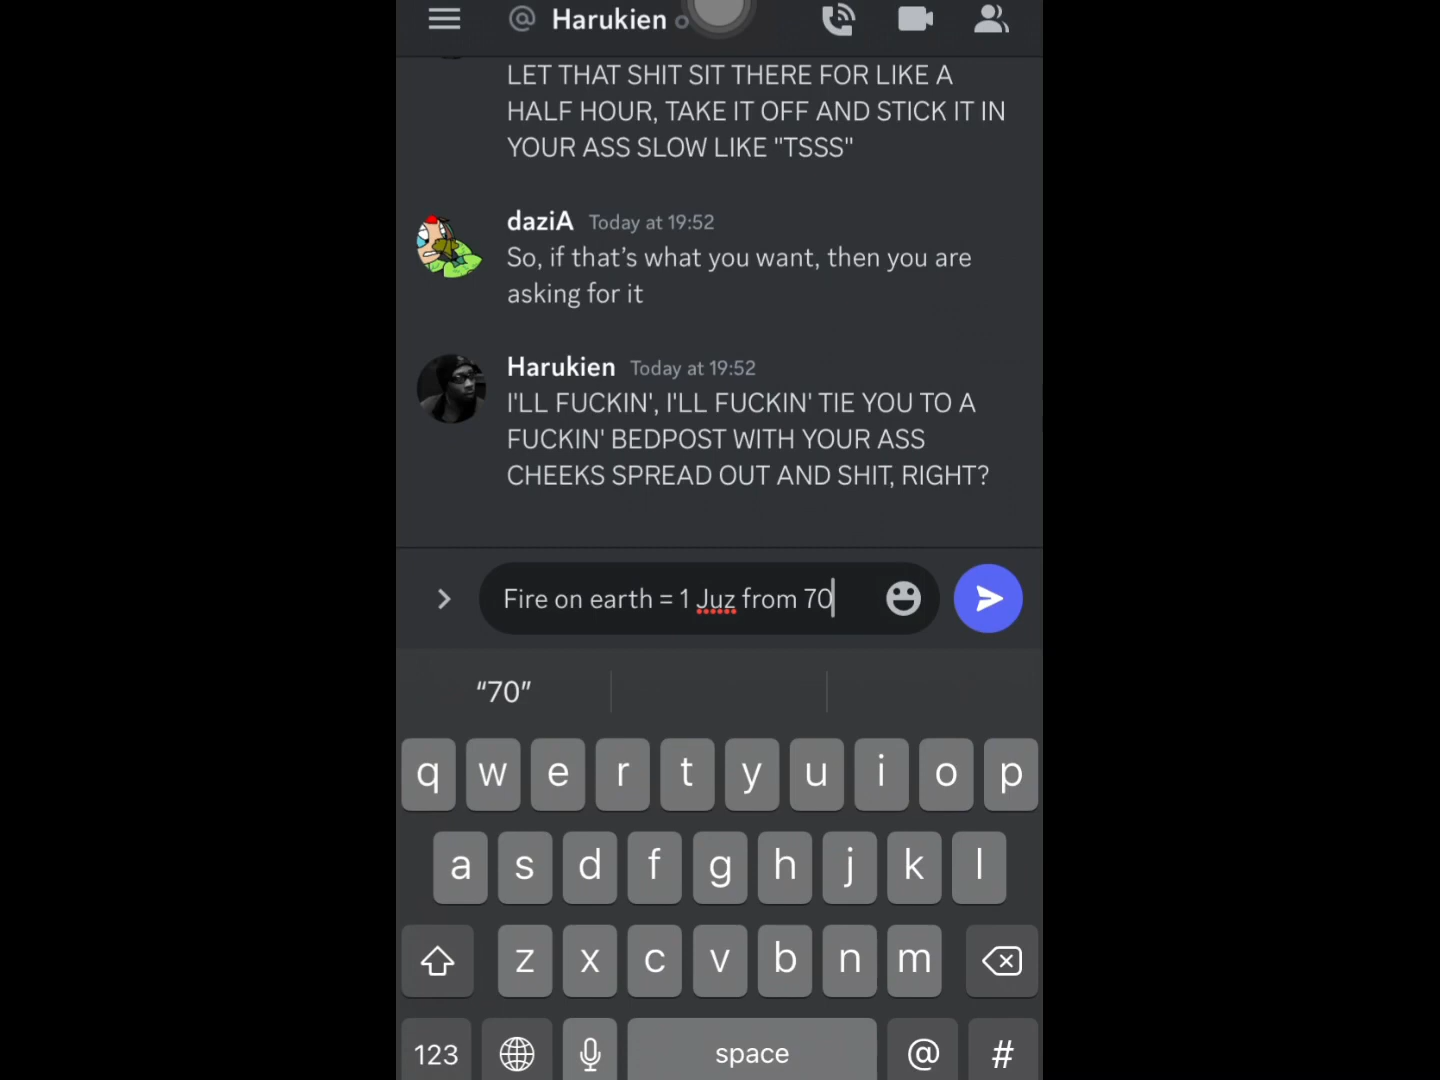 @ Harukien
LET THAT SHIT SIT THERE FOR LIKE A
HALF HOUR, TAKE IT OFF AND STICK IT IN
YOUR ASS SLOW LIKE "TSSS"
daziA Today at 19:52
So, if that’s what you want, then you are
asking for it
Harukien Today at 19:52
I'LL FUCKIN', I'LL FUCKIN' TIE YOU TO A
FUCKIN' BEDPOST WITH YOUR ASS
CHEEKS SPREAD OUT AND SHIT, RIGHT?
Fire on earth = 1 Juz from 70
“70”
q w e r t y u i o p
a s d f g h j k l
z x c v b n m
123 space @ #